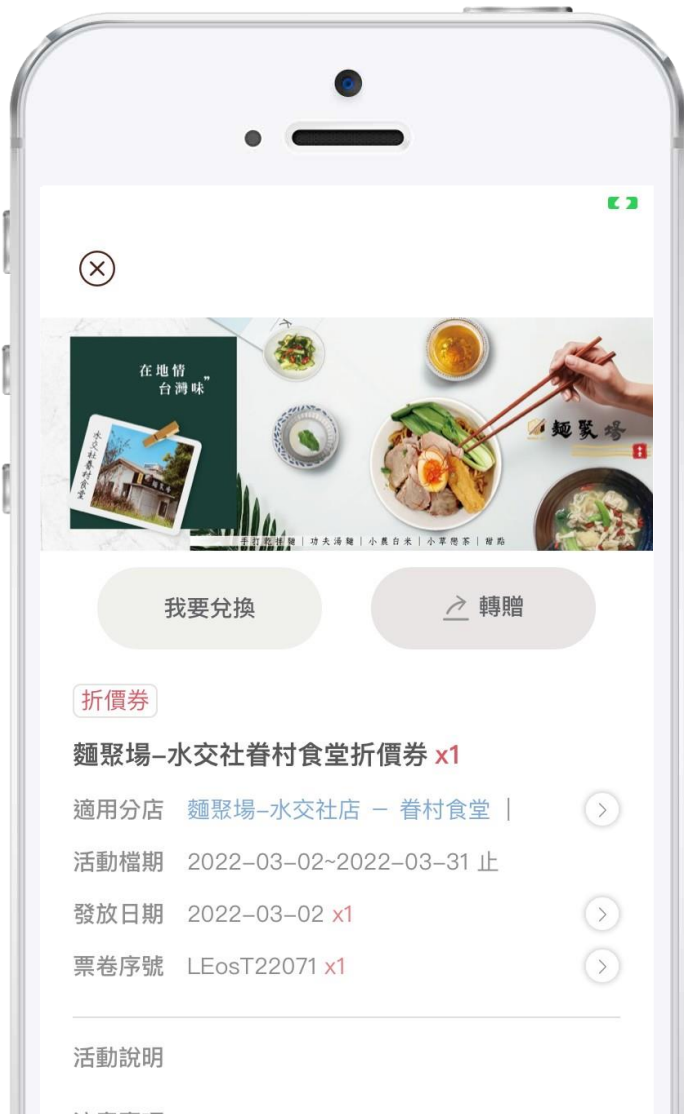 在地情
台灣味”
水交社眷村食堂
麵聚場
手打乾拌麵｜功夫湯麵｜小農白米｜小草閒茶｜甜點
我要兌換
轉贈
折價券
麵聚場–水交社眷村食堂折價券 x1
適用分店 麵聚場–水交社店 – 眷村食堂｜
活動檔期 2022–03–02~2022–03–31 止
發放日期 2022–03–02 x1
票卷序號 LEosT22071 x1
活動說明